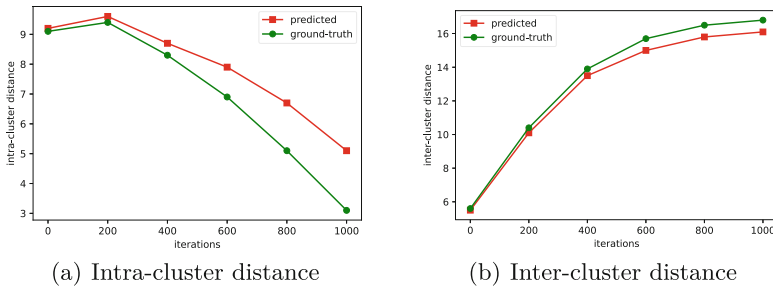 predicted
ground-truth
9
8
7
6
5
4
3
intra-cluster distance
0 200 400 600 800 1000
iterations
(a) Intra-cluster distance
predicted
ground-truth
16
14
12
10
8
6
inter-cluster distance
0 200 400 600 800 1000
iterations
(b) Inter-cluster distance